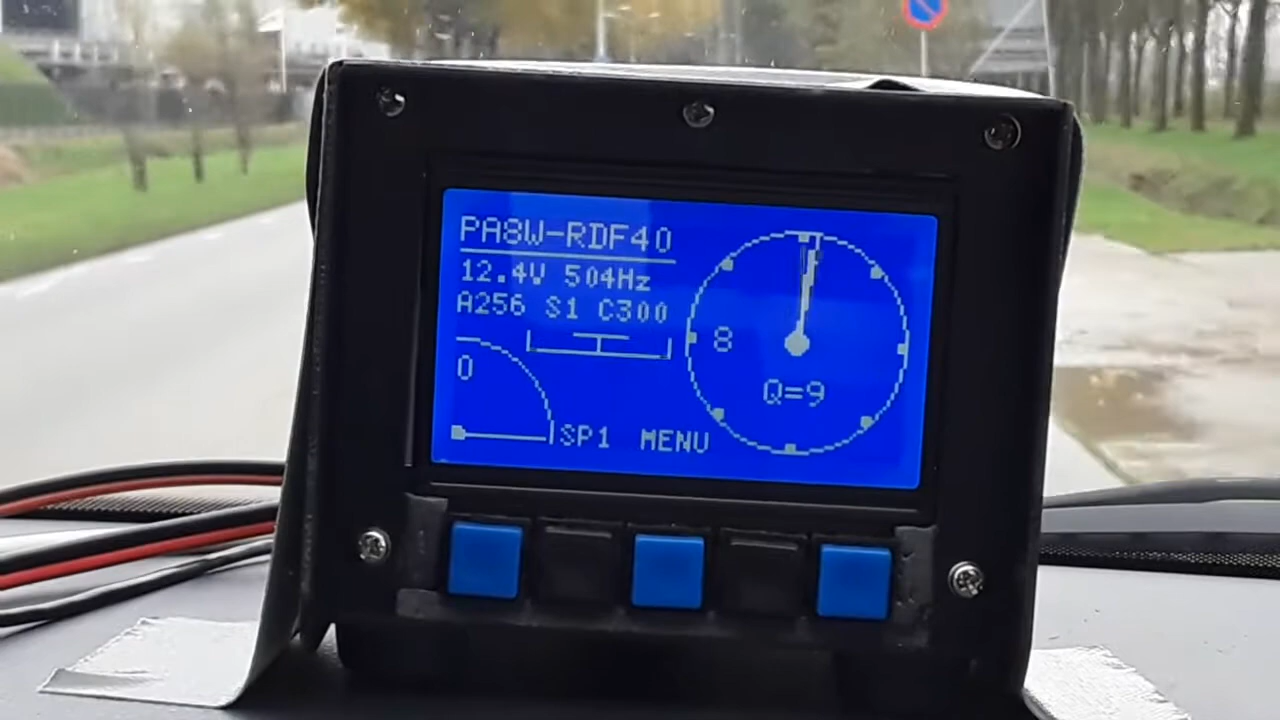 PA8W-RDF40
12.4V 504Hz
A256 S1 C300
0
8
Q=9
SP1 MENU